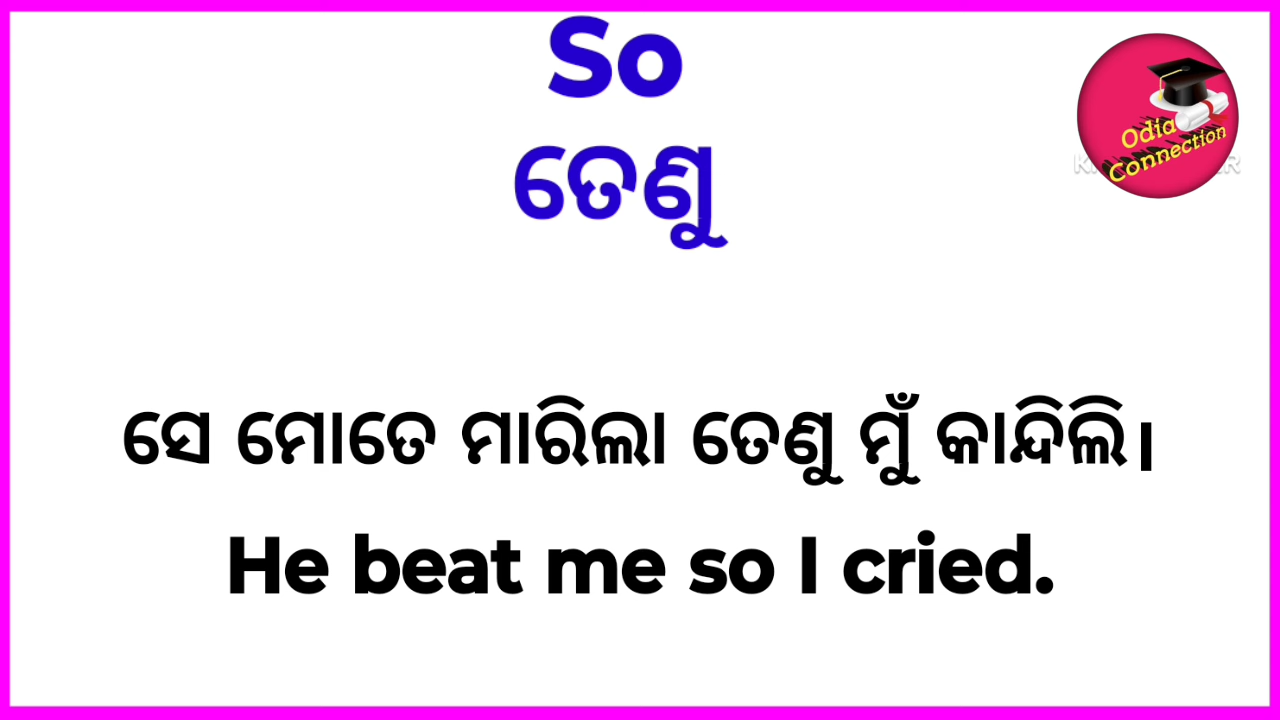 So
ତେଣୁ
Odia
Connection
ସେ ମୋତେ ମାରିଲା ତେଣୁ ମୁଁ କାନ୍ଦିଲି।
He beat me so I cried.